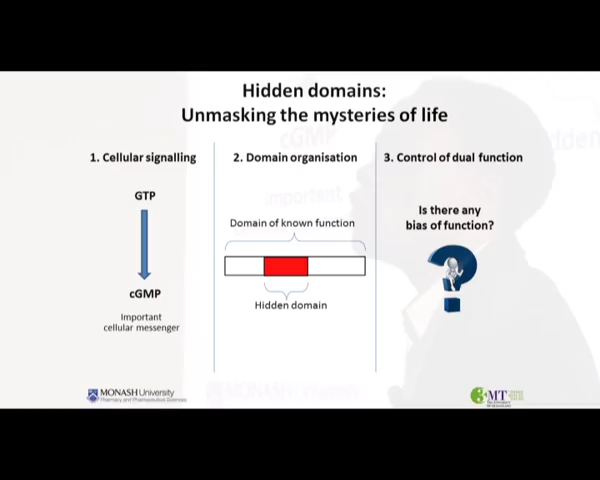 Hidden domains:
Unmasking the mysteries of life
1. Cellular signalling
GTP
cGMP
Important
cellular messenger
2. Domain organisation
Domain of known function
Hidden domain
3. Control of dual function
Is there any
bias of function?
MONASH University
Pharmacy and Pharmaceutical Sciences
3MT